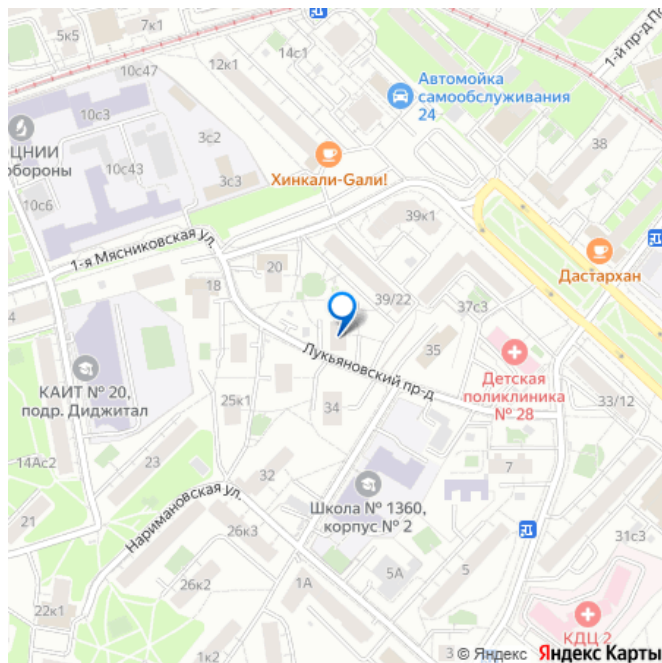 5к5
7к1
10с47
12к1
14с1
1-й пр-д П
Автомойка
самообслуживания
24
10с3
ЦНИИ
обороны
3с2
38
10с43
3с3
Хинкали-Gали!
10с6
39к1
1-я Мясниковская ул.
Дастархан
20
18
39/22
37с3
4
35
Лукьяновский пр-д
Детская
поликлиника
№ 28
КАИТ № 20,
подр. Диджитал
25к1
34
33/12
14Ас2
23
32
7
Школа № 1360,
корпус № 2
21
Наримановская ул.
26к3
31с3
5А
5
1А
26к2
22к1
КДЦ 2
1к2
3
© Яндекс Яндекс Карты